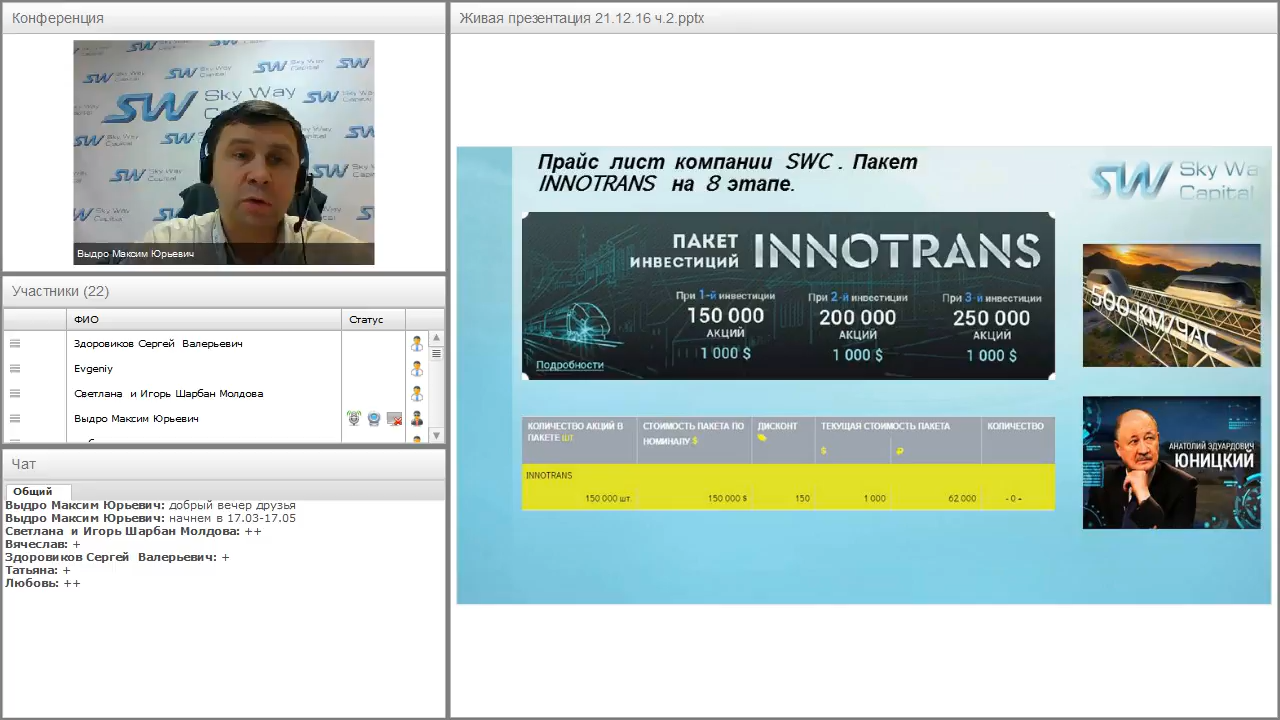 Конференция
SW Sky Way Capital
Выдро Максим Юрьевич
Участники (22)
ФИО
Статус
Здоровиков Сергей Валерьевич
Evgeniy
Светлана и Игорь Шарбан Молдова
Выдро Максим Юрьевич
Чат
Общий
Выдро Максим Юрьевич: добрый вечер друзья
Выдро Максим Юрьевич: начнем в 17.03-17.05
Светлана и Игорь Шарбан Молдова: ++
Вячеслав: +
Здоровиков Сергей Валерьевич: +
Татьяна: +
Любовь: ++
Живая презентация 21.12.16 ч.2.pptx
Прайс лист компании SWC . Пакет
INNOTRANS на 8 этапе.
SW Sky Wa
Capital
ПАКЕТ
ИНВЕСТИЦИЙ INNOTRANS
При 1-й инвестиции При 2-й инвестиции При 3-й инвестиции
150 000 200 000 250 000
АКЦИЙ АКЦИЙ АКЦИЙ
1 000 $ 1 000 $ 1 000 $
Подробности
500 КМ/ЧАС
КОЛИЧЕСТВО АКЦИЙ В СТОИМОСТЬ ПАКЕТА ПО ДИСКОНТ ТЕКУЩАЯ СТОИМОСТЬ ПАКЕТА КОЛИЧЕСТВО
ПАКЕТЕ ШТ НОМИНАЛУ $
$ ₽
INNOTRANS
150 000 шт. 150 000 $ 150 1 000 62 000 - 0 +
АНАТОЛИЙ ЭДУАРДОВИЧ
ЮНИЦКИЙ